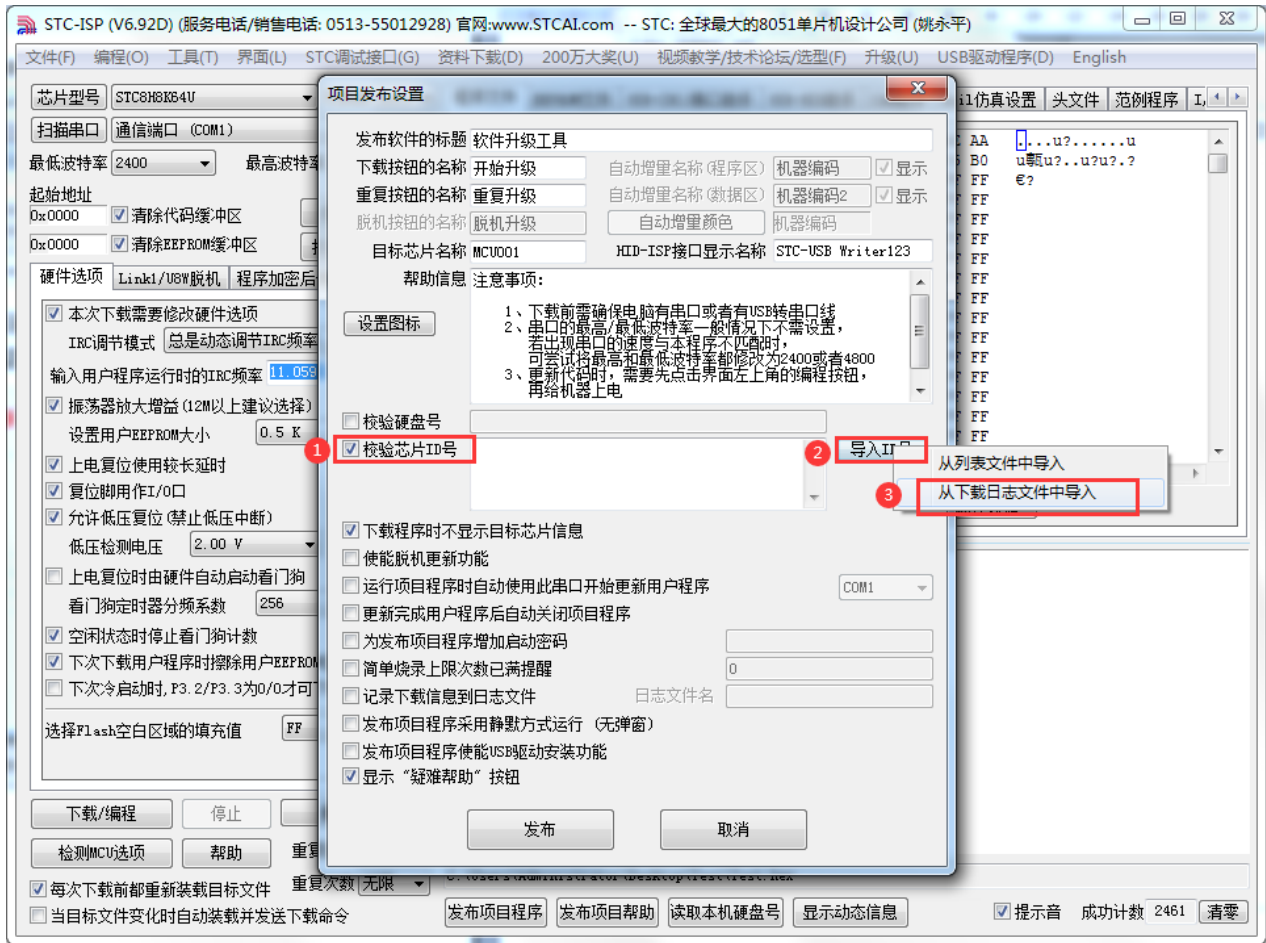 STC-ISP (V6.92D) (服务电话/销售电话: 0513-55012928) 官网:www.STCAI.com -- STC: 全球最大的8051单片机设计公司 (姚永平)
文件(F) 编程(O) 工具(T) 界面(L) STC调试接口(G) 资料下载(D) 200万大奖(U) 视频教学/技术论坛/选型(F) 升级(U) USB驱动程序(D) English
芯片型号 STC8H8K64U
扫描串口 通信端口 (COM1)
最低波特率 2400 最高波特率
起始地址
0x0000 清除代码缓冲区
0x0000 清除EEPROM缓冲区
硬件选项 Link1/U8W脱机 程序加密后
本次下载需要修改硬件选项
IRC调节模式 总是动态调节IRC频率
输入用户程序运行时的IRC频率 11.059
振荡器放大增益(12M以上建议选择)
设置用户EEPROM大小 0.5 K
上电复位使用较长延时
复位脚用作I/O口
允许低压复位(禁止低压中断)
低压检测电压 2.00 V
上电复位时由硬件自动启动看门狗
看门狗定时器分频系数 256
空闲状态时停止看门狗计数
下次下载用户程序时擦除用户EEPROM
下次冷启动时,P3.2/P3.3为0/0才可
选择Flash空白区域的填充值 FF
下载/编程 停止
检测MCU选项 帮助
每次下载前都重新装载目标文件 重复次数 无限
当目标文件变化时自动装载并发送下载命令
项目发布设置
发布软件的标题 软件升级工具
下载按钮的名称 开始升级 自动增量名称(程序区) 机器编码 显示
重复按钮的名称 重复升级 自动增量名称(数据区) 机器编码2 显示
脱机按钮的名称 脱机升级 自动增量颜色 机器编码
目标芯片名称 MCU001 HID-ISP接口显示名称 STC-USB Writer123
帮助信息 注意事项:
设置图标
1、下载前需确保电脑有串口或者有USB转串口线
2、串口的最高/最低波特率一般情况下不需设置,
若出现串口的速度与本程序不匹配时,
可尝试将最高和最低波特率都修改为2400或者4800
3、更新代码时, 需要先点击界面左上角的编程按钮,
再给机器上电
校验硬盘号
1 校验芯片ID号 2 导入ID号
从列表文件中导入
3 从下载日志文件中导入
下载程序时不显示目标芯片信息
使能脱机更新功能
运行项目程序时自动使用此串口开始更新用户程序 COM1
更新完成用户程序后自动关闭项目程序
为发布项目程序增加启动密码
简单烧录上限次数已满提醒 0
记录下载信息到日志文件 日志文件名
发布项目程序采用静默方式运行 (无弹窗)
发布项目程序使能USB驱动安装功能
显示 "疑难帮助" 按钮
发布 取消
仿真设置 头文件 范例程序
AA ....u?......u
B0 u甄u?..u?u?.?
FF €?
FF
FF
FF
FF
FF
FF
FF
FF
FF
FF
FF
FF
FF
发布项目程序 发布项目帮助 读取本机硬盘号 显示动态信息 提示音 成功计数 2461 清零